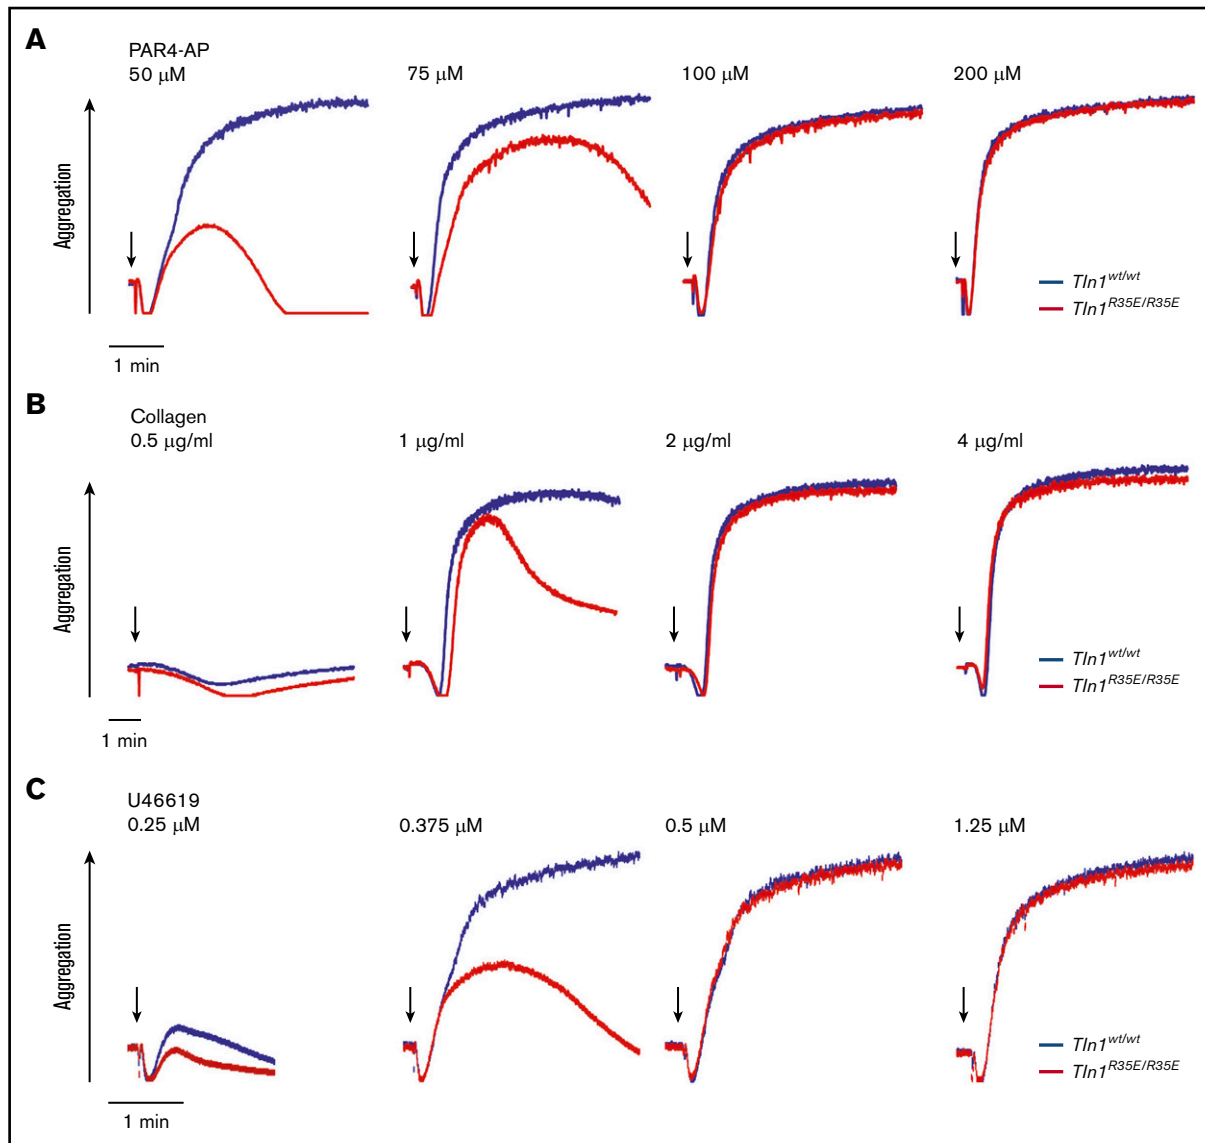 A
PAR4-AP
50 μM
75 μM
100 μM
200 μM
Aggregation
Tln1wt/wt
Tln1R35E/R35E
1 min
B
Collagen
0.5 μg/ml
1 μg/ml
2 μg/ml
4 μg/ml
Aggregation
Tln1wt/wt
Tln1R35E/R35E
1 min
C
U46619
0.25 μM
0.375 μM
0.5 μM
1.25 μM
Aggregation
Tln1wt/wt
Tln1R35E/R35E
1 min